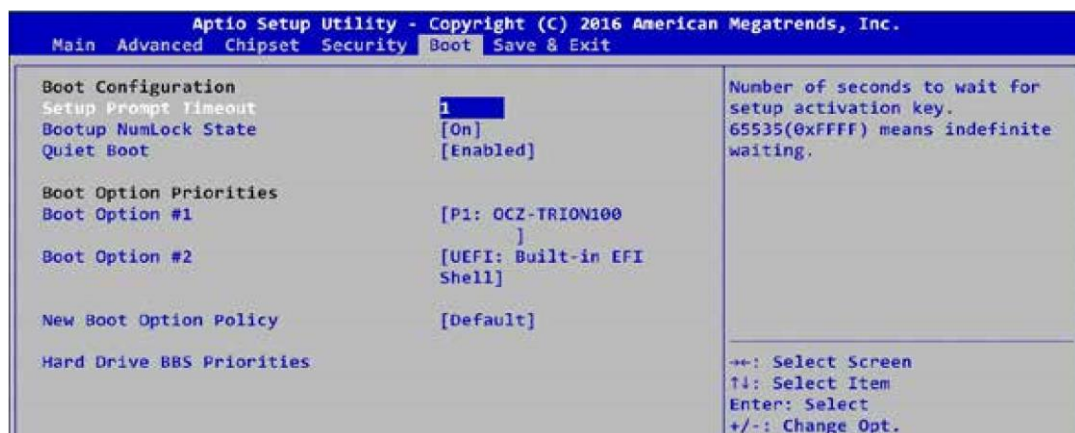 Aptio Setup Utility - Copyright (C) 2016 American Megatrends, Inc.
Main Advanced Chipset Security Boot Save & Exit
Boot Configuration
Setup Prompt Timeout 1
Bootup NumLock State [On]
Quiet Boot [Enabled]
Boot Option Priorities
Boot Option #1 [P1: OCZ-TRION100
]
Boot Option #2 [UEFI: Built-in EFI
Shell]
New Boot Option Policy [Default]
Hard Drive BBS Priorities
Number of seconds to wait for
setup activation key.
65535(0xFFFF) means indefinite
waiting.
→←: Select Screen
↑↓: Select Item
Enter: Select
+/-: Change Opt.